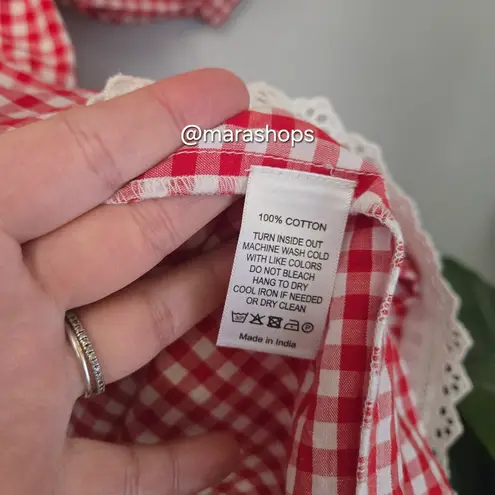 @marashops
100% COTTON
TURN INSIDE OUT
MACHINE WASH COLD
WITH LIKE COLORS
DO NOT BLEACH
HANG TO DRY
COOL IRON IF NEEDED
OR DRY CLEAN
Made in India